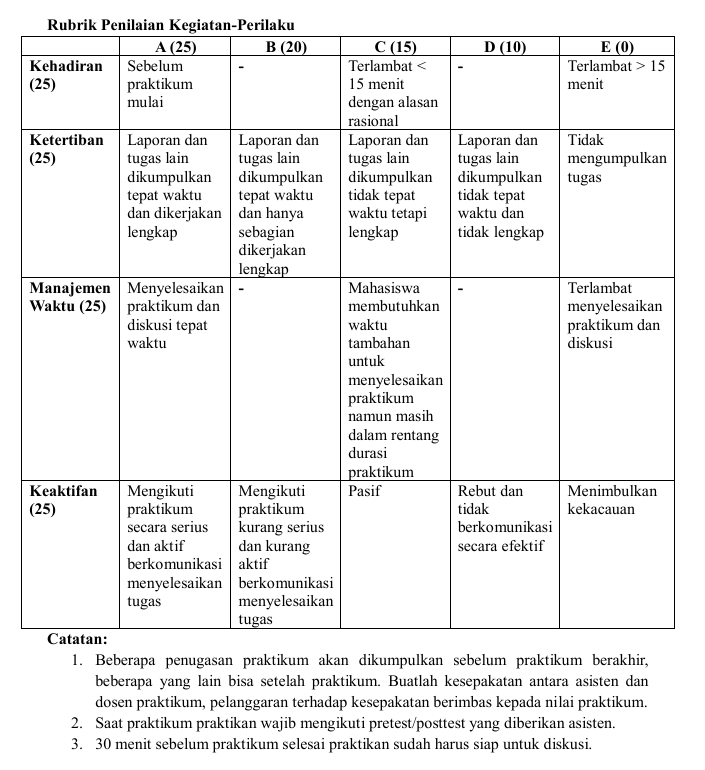 Rubrik Penilaian Kegiatan-Perilaku
A (25) B (20) C (15) D (10) E (0)
Kehadiran
(25)
Sebelum
praktikum
mulai
-
Terlambat <
15 menit
dengan alasan
rasional
-
Terlambat > 15
menit
Ketertiban
(25)
Laporan dan
tugas lain
dikumpulkan
tepat waktu
dan dikerjakan
lengkap
Laporan dan
tugas lain
dikumpulkan
tepat waktu
dan hanya
sebagian
dikerjakan
lengkap
Laporan dan
tugas lain
dikumpulkan
tidak tepat
waktu tetapi
lengkap
Laporan dan
tugas lain
dikumpulkan
tidak tepat
waktu dan
tidak lengkap
Tidak
mengumpulkan
tugas
Manajemen
Waktu (25)
Menyelesaikan
praktikum dan
diskusi tepat
waktu
-
Mahasiswa
membutuhkan
waktu
tambahan
untuk
menyelesaikan
praktikum
namun masih
dalam rentang
durasi
praktikum
-
Terlambat
menyelesaikan
praktikum dan
diskusi
Keaktifan
(25)
Mengikuti
praktikum
secara serius
dan aktif
berkomunikasi
menyelesaikan
tugas
Mengikuti
praktikum
kurang serius
dan kurang
aktif
berkomunikasi
menyelesaikan
tugas
Pasif
Rebut dan
tidak
berkomunikasi
secara efektif
Menimbulkan
kekacauan
Catatan:
1. Beberapa penugasan praktikum akan dikumpulkan sebelum praktikum berakhir,
beberapa yang lain bisa setelah praktikum. Buatlah kesepakatan antara asisten dan
dosen praktikum, pelanggaran terhadap kesepakatan berimbas kepada nilai praktikum.
2. Saat praktikum praktikan wajib mengikuti pretest/posttest yang diberikan asisten.
3. 30 menit sebelum praktikum selesai praktikan sudah harus siap untuk diskusi.